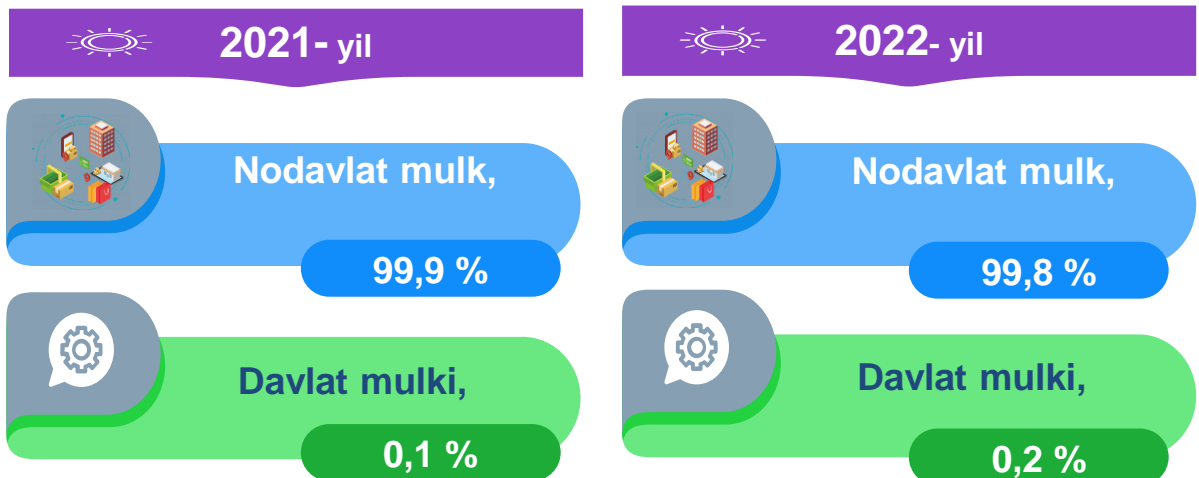 2021- yil
Nodavlat mulk,
99,9 %
Davlat mulki,
0,1 %
2022- yil
Nodavlat mulk,
99,8 %
Davlat mulki,
0,2 %